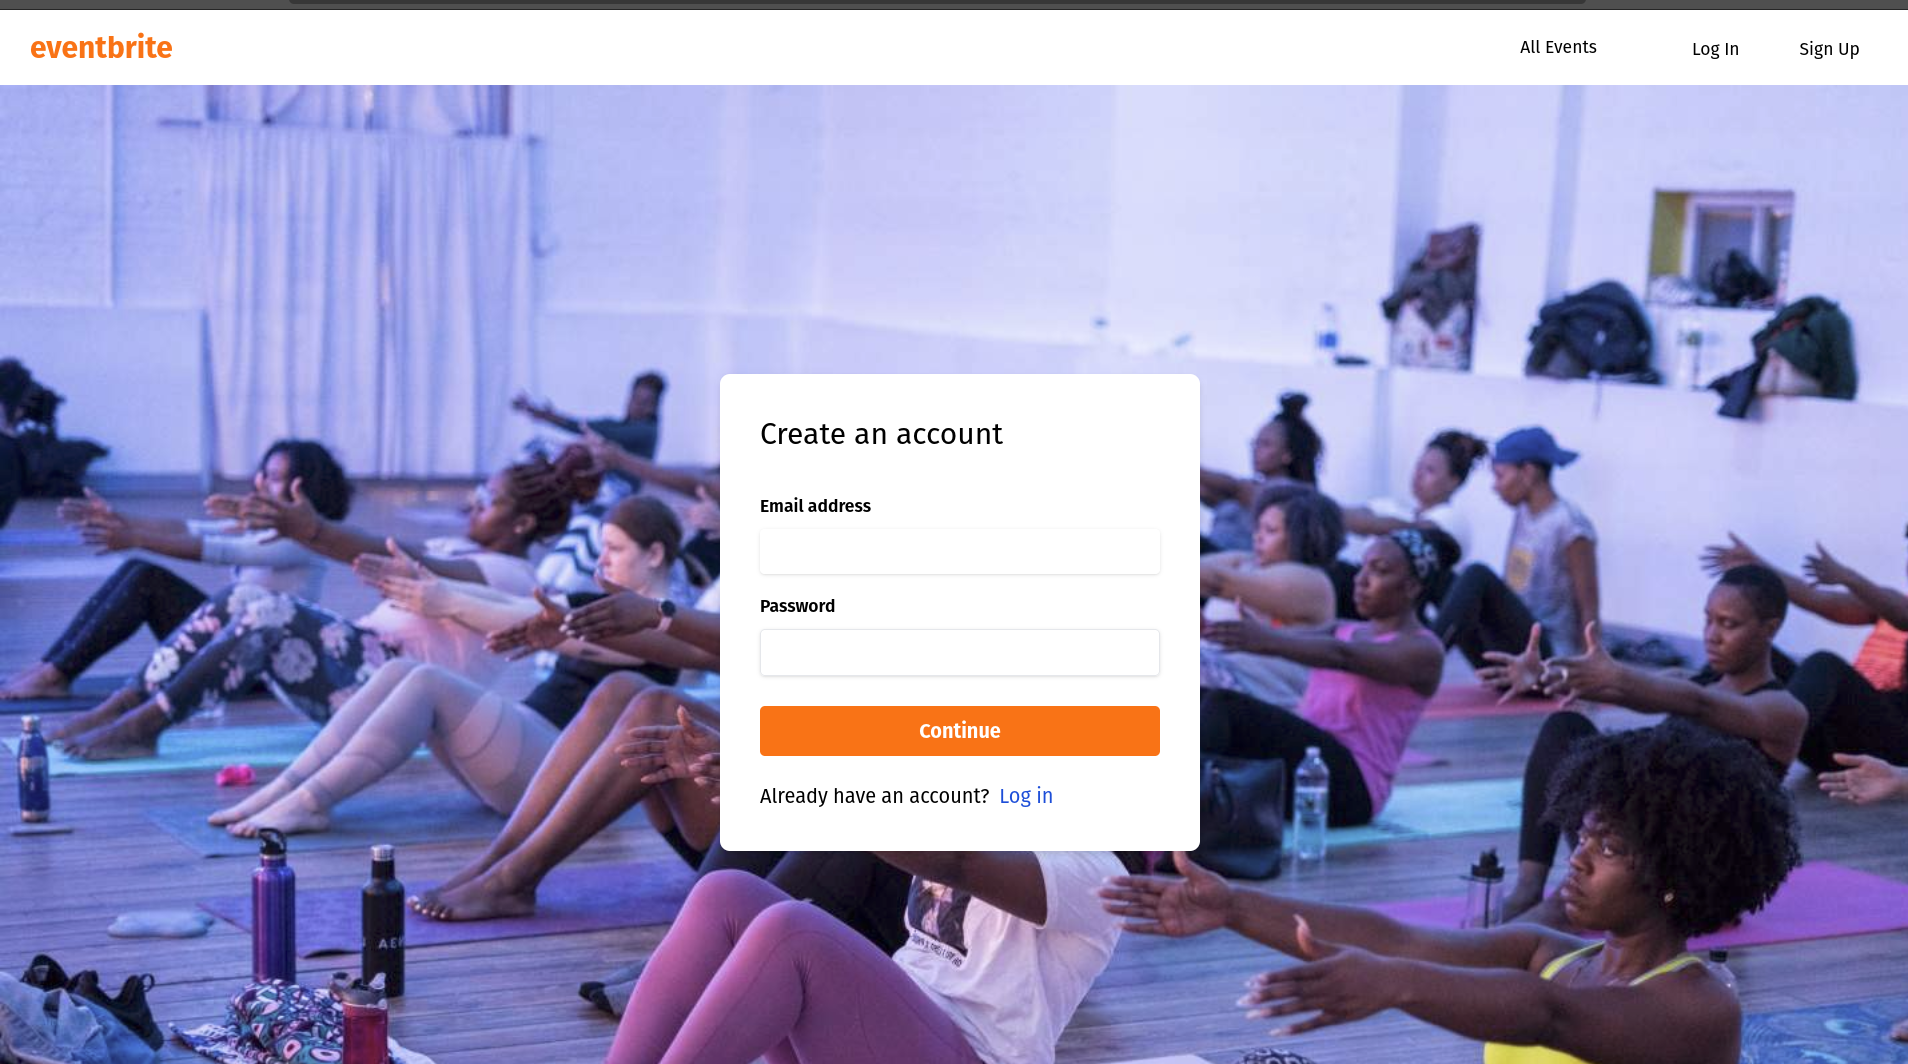 eventbrite
All Events
Log In
Sign Up
Create an account
Email address
Password
Continue
Already have an account? Log in